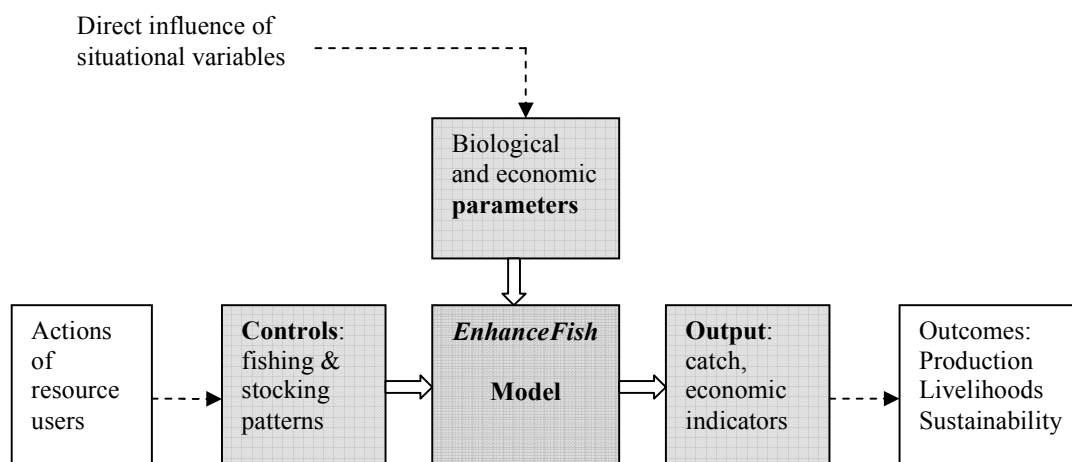 Direct influence of
situational variables
Biological
and economic
parameters
Actions
of
resource
users
Controls:
fishing &
stocking
patterns
EnhanceFish
Model
Output:
catch,
economic
indicators
Outcomes:
Production
Livelihoods
Sustainability